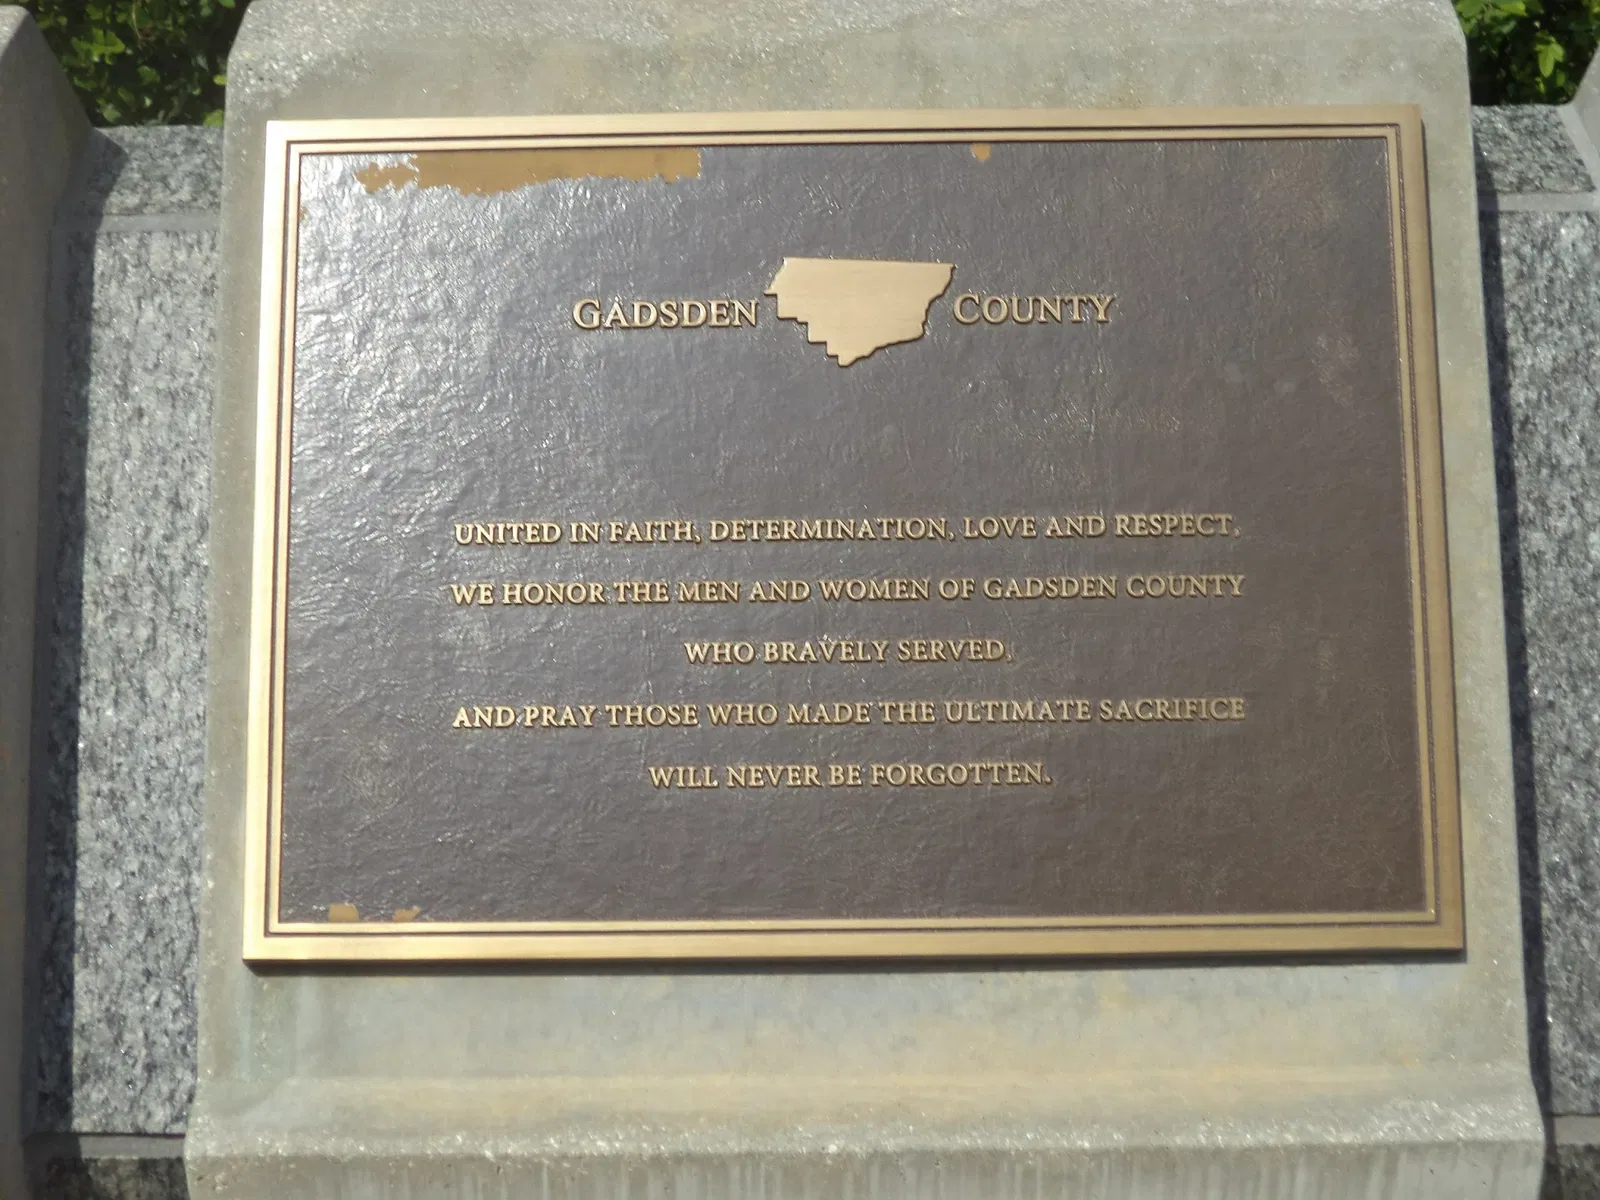 GADSDEN COUNTY
UNITED IN FAITH, DETERMINATION, LOVE AND RESPECT,
WE HONOR THE MEN AND WOMEN OF GADSDEN COUNTY
WHO BRAVELY SERVED,
AND PRAY THOSE WHO MADE THE ULTIMATE SACRIFICE
WILL NEVER BE FORGOTTEN.